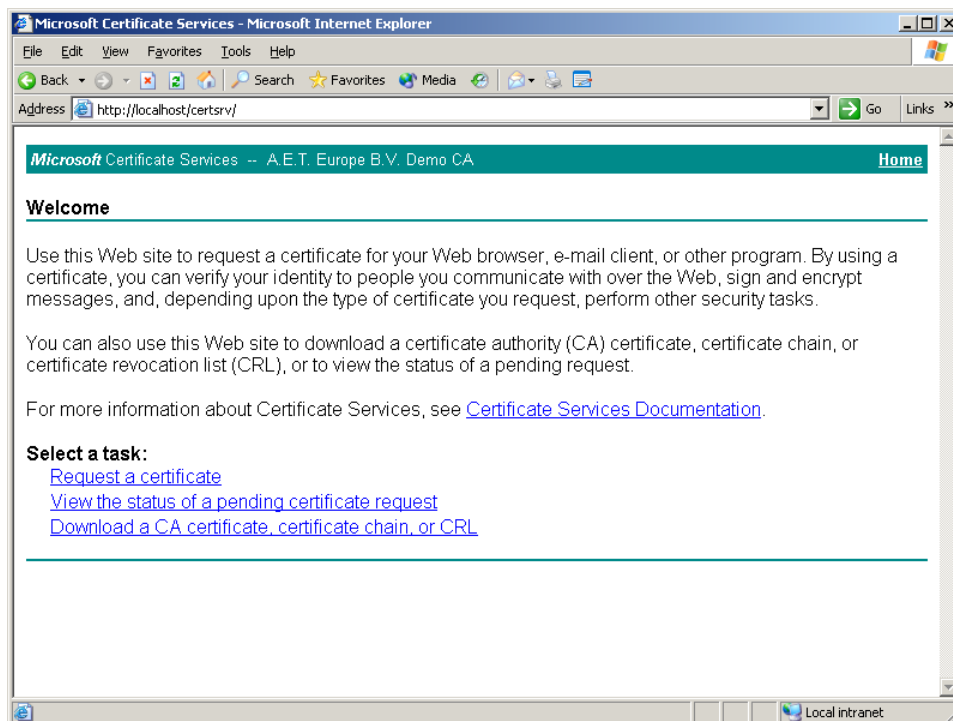 Microsoft Certificate Services - Microsoft Internet Explorer
File Edit View Favorites Tools Help
Back Search Favorites Media
Address http://localhost/certsrv/ Go Links »
Microsoft Certificate Services -- A.E.T. Europe B.V. Demo CA Home
Welcome
Use this Web site to request a certificate for your Web browser, e-mail client, or other program. By using a
certificate, you can verify your identity to people you communicate with over the Web, sign and encrypt
messages, and, depending upon the type of certificate you request, perform other security tasks.
You can also use this Web site to download a certificate authority (CA) certificate, certificate chain, or
certificate revocation list (CRL), or to view the status of a pending request.
For more information about Certificate Services, see Certificate Services Documentation.
Select a task:
Request a certificate
View the status of a pending certificate request
Download a CA certificate, certificate chain, or CRL
Local intranet